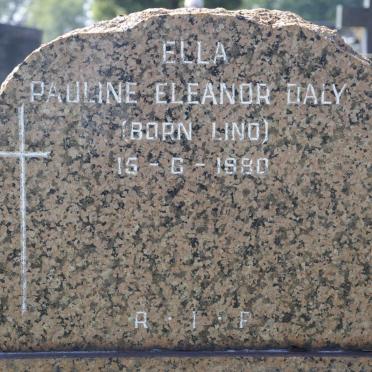 ELLA
PAULINE ELEANOR DALY
(BORN LIND)
15 - 6 - 1980
R · I · P